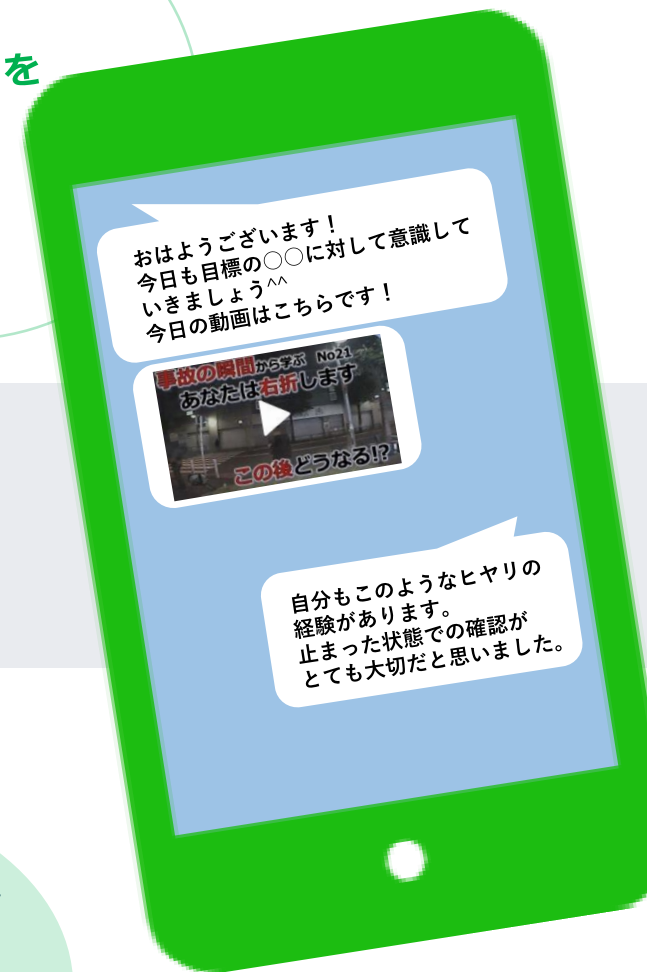 を
おはようございます！
今日も目標の○○に対して意識して
いきましょう^^
今日の動画はこちらです！
事故の瞬間から学ぶ No21
あなたは右折します
この後どうなる!?
自分もこのようなヒヤリの
経験があります。
止まった状態での確認が
とても大切だと思いました。